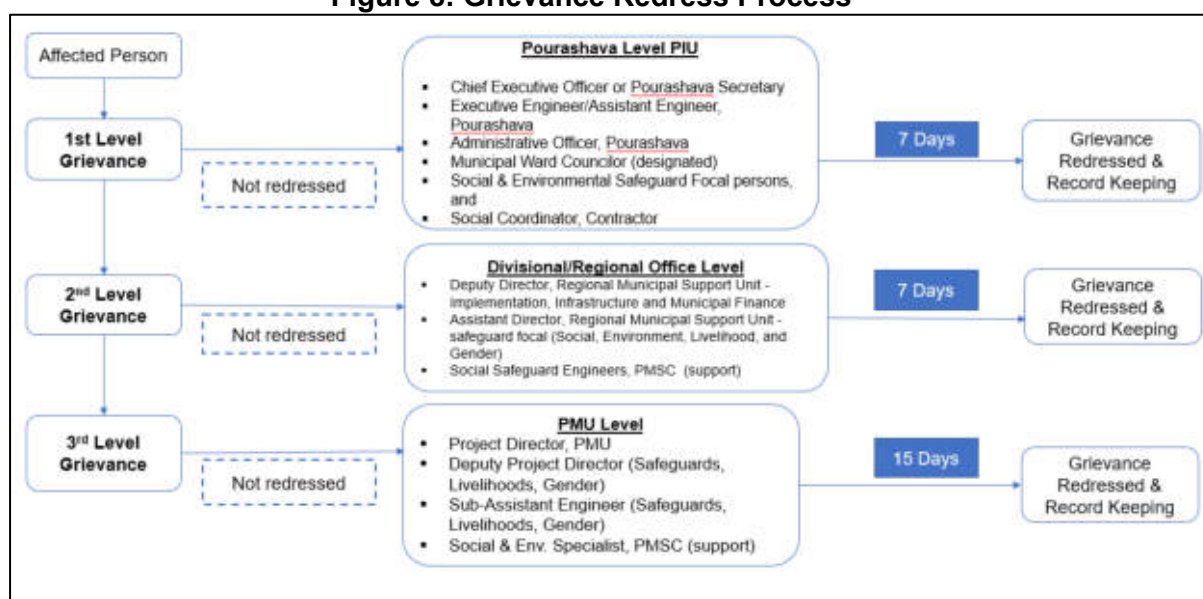 Figure Grievance Redress Process
Affected Person
Pourashava Level PIU
▪ Chief Executive Officer or Pourashava Secretary
▪ Executive Engineer/Assistant Engineer,
Pourashava
▪ Administrative Officer, Pourashava
▪ Municipal Ward Councilor (designated)
▪ Social & Environmental Safeguard Focal persons,
and
▪ Social Coordinator, Contractor
1st Level
Grievance
Not redressed
7 Days
Grievance
Redressed &
Record Keeping
Divisional/Regional Office Level
▪ Deputy Director, Regional Municipal Support Unit -
implementation, Infrastructure and Municipal Finance
▪ Assistant Director, Regional Municipal Support Unit -
safeguard focal (Social, Environment, Livelihood, and
Gender)
▪ Social Safeguard Engineers, PMSC (support)
2nd Level
Grievance
Not redressed
7 Days
Grievance
Redressed &
Record Keeping
PMU Level
▪ Project Director, PMU
▪ Deputy Project Director (Safeguards,
Livelihoods, Gender)
▪ Sub-Assistant Engineer (Safeguards,
Livelihoods, Gender)
▪ Social & Env. Specialist, PMSC (support)
3rd Level
Grievance
Not redressed
15 Days
Grievance
Redressed &
Record Keeping